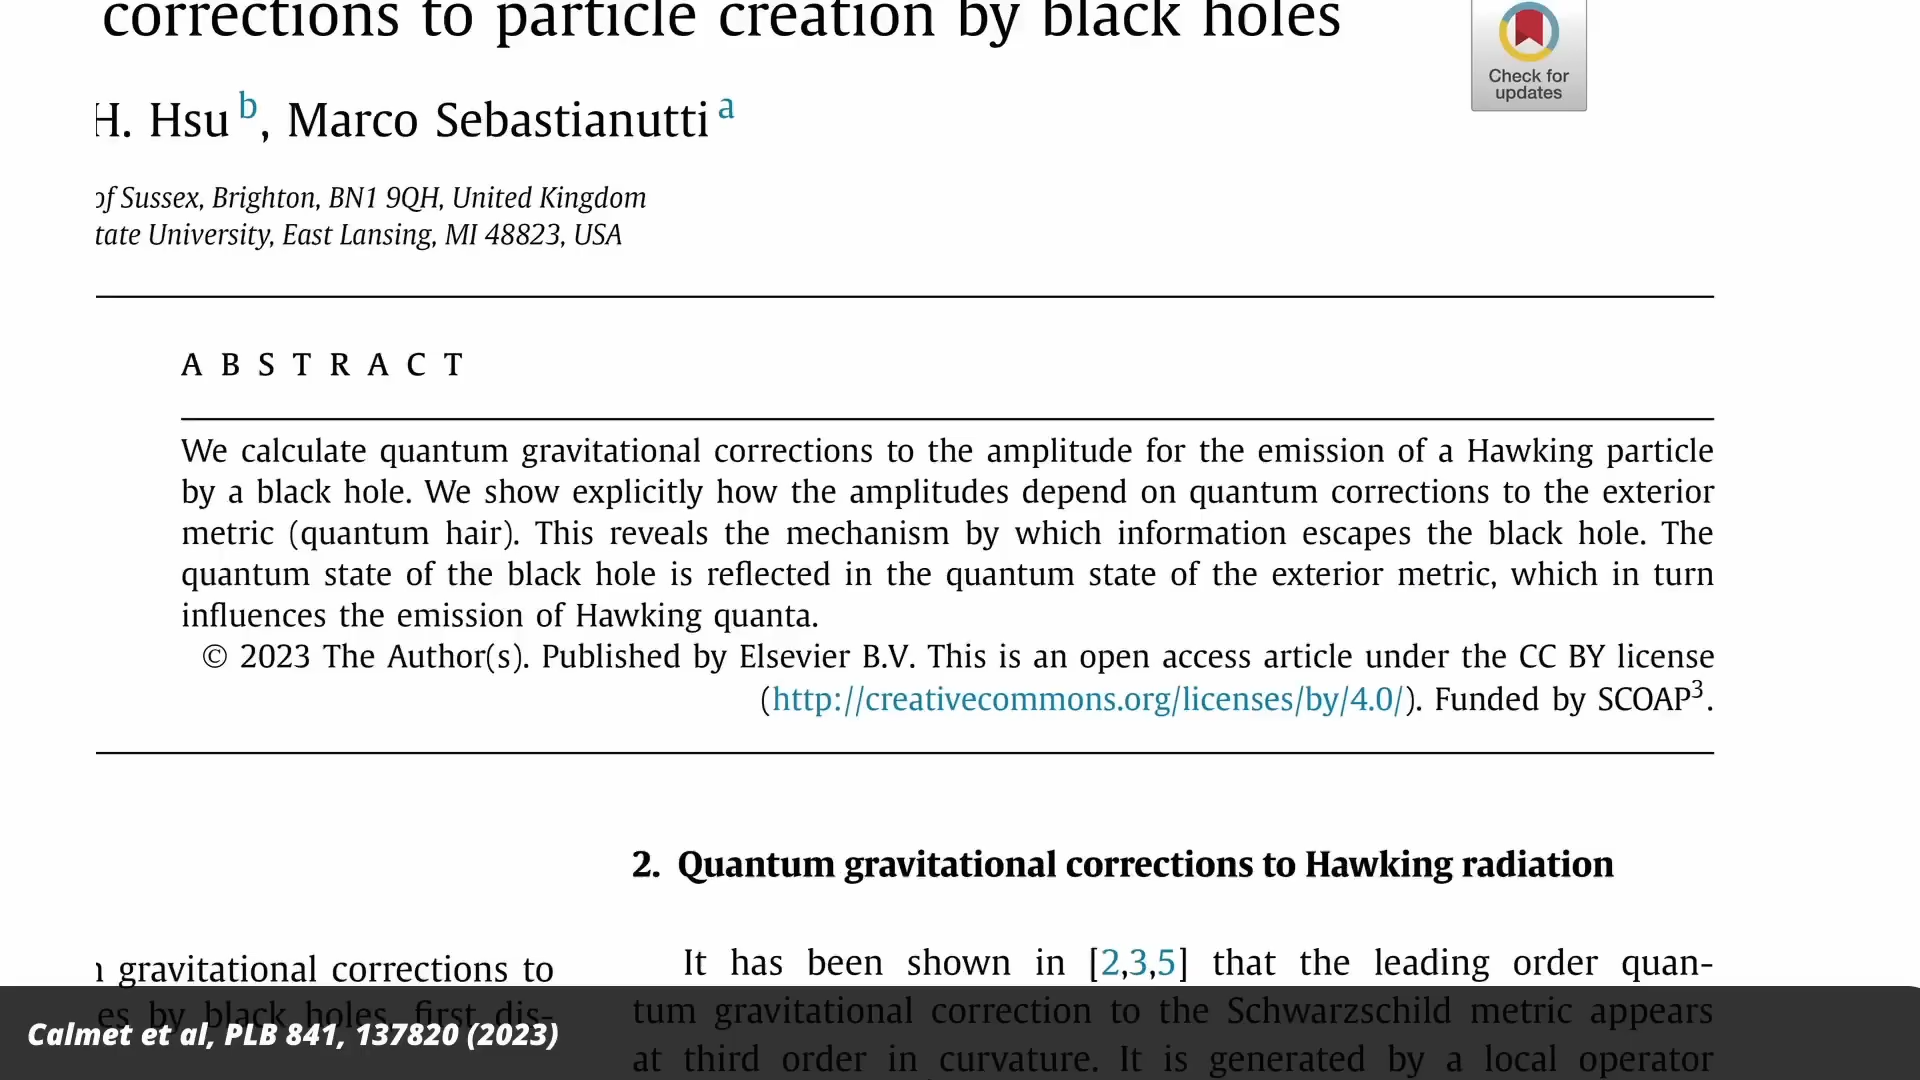 corrections to particle creation by black holes
Check for
updates
H. Hsu b, Marco Sebastianutti a
of Sussex, Brighton, BN1 9QH, United Kingdom
tate University, East Lansing, MI 48823, USA
A B S T R A C T
We calculate quantum gravitational corrections to the amplitude for the emission of a Hawking particle
by a black hole. We show explicitly how the amplitudes depend on quantum corrections to the exterior
metric (quantum hair). This reveals the mechanism by which information escapes the black hole. The
quantum state of the black hole is reflected in the quantum state of the exterior metric, which in turn
influences the emission of Hawking quanta.
© 2023 The Author(s). Published by Elsevier B.V. This is an open access article under the CC BY license
(http://creativecommons.org/licenses/by/4.0/). Funded by SCOAP³.
gravitational corrections to
es by black holes, first dis-
2. Quantum gravitational corrections to Hawking radiation
It has been shown in [2,3,5] that the leading order quan-
tum gravitational correction to the Schwarzschild metric appears
at third order in curvature. It is generated by a local operator
Calmet et al, PLB 841, 137820 (2023)